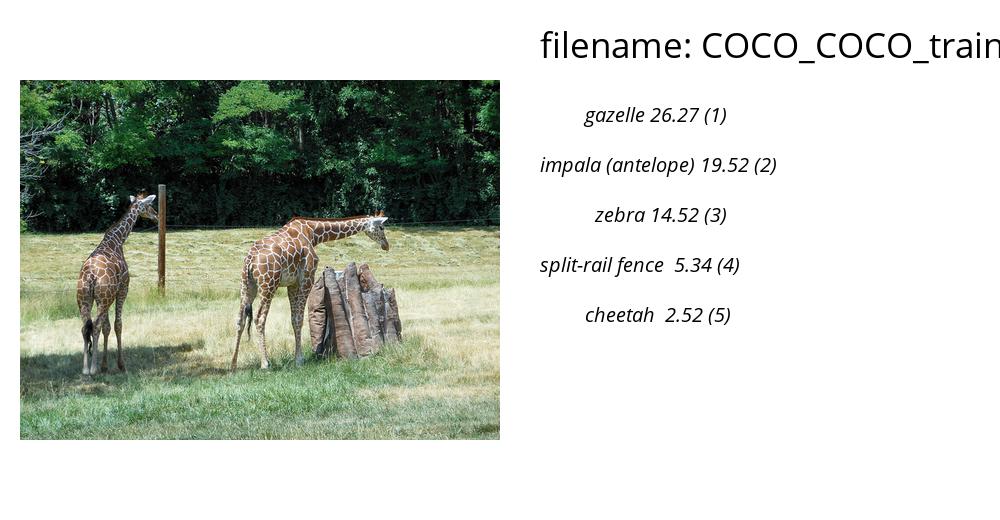 filename: COCO_COCO_train
gazelle 26.27 (1)
impala (antelope) 19.52 (2)
zebra 14.52 (3)
split-rail fence 5.34 (4)
cheetah 2.52 (5)